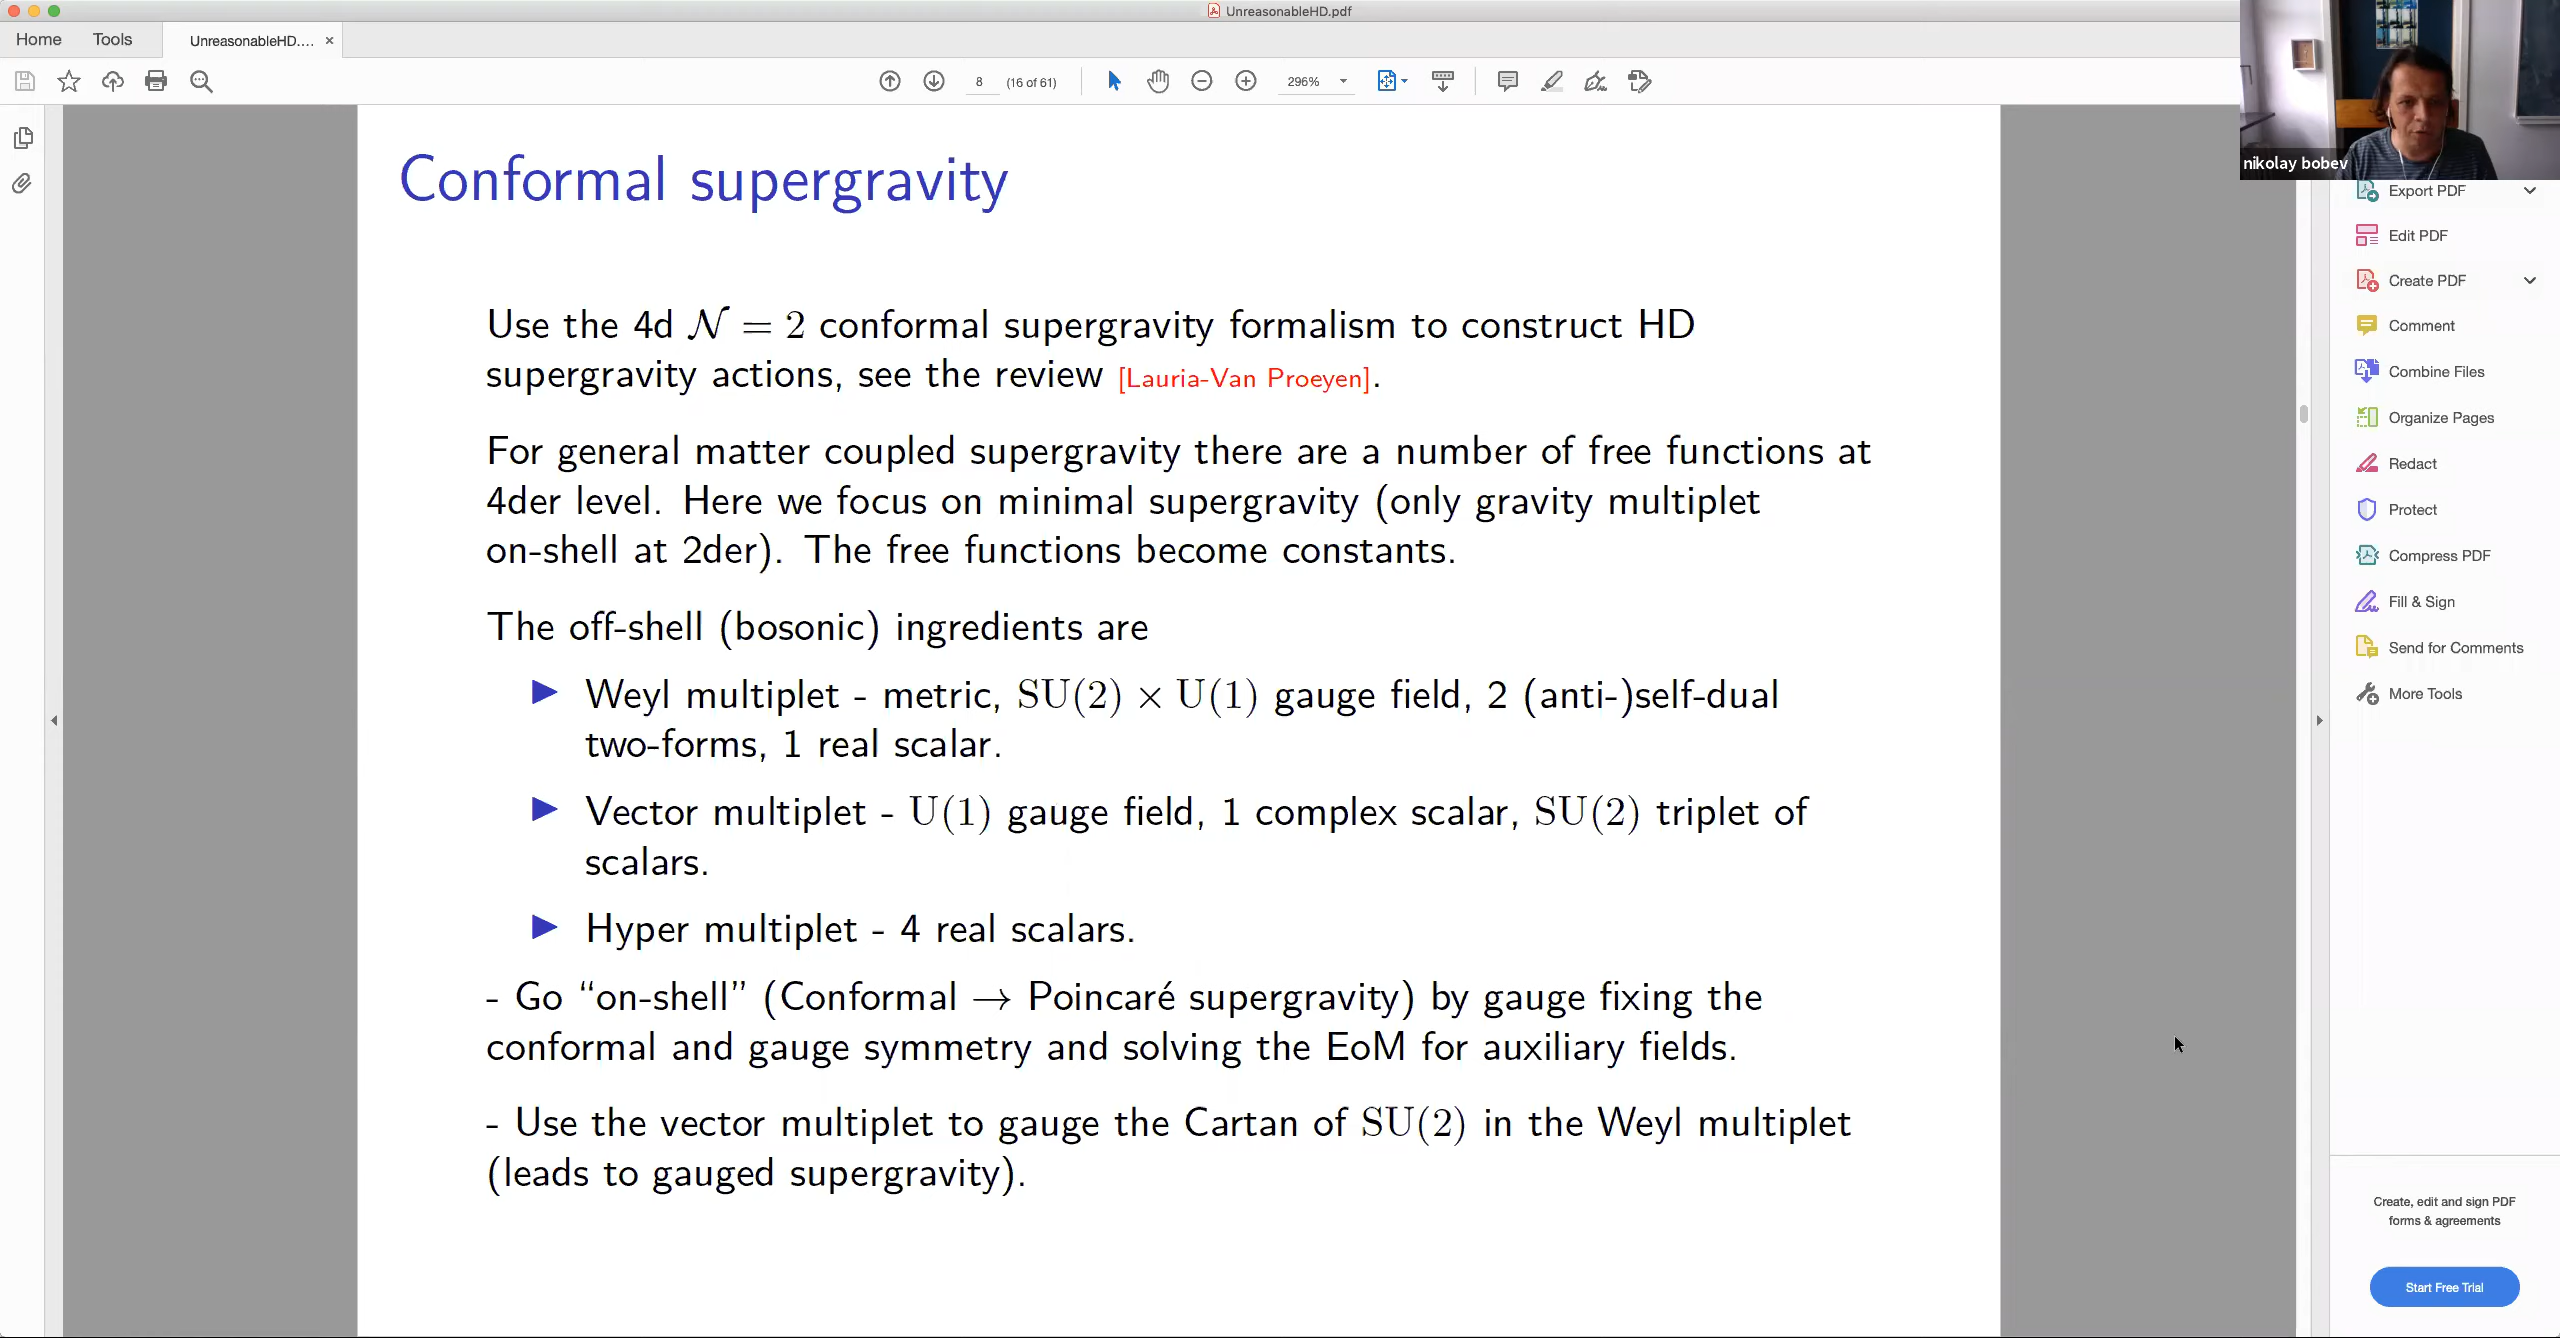 UnreasonableHD.pdf
Home
Tools
UnreasonableHD....
8
(16 of 61)
296%
nikolay bobev
Conformal supergravity
Use the 4d 𝒩 = 2 conformal supergravity formalism to construct HD
supergravity actions, see the review [Lauria-Van Proeyen].
For general matter coupled supergravity there are a number of free functions at
4der level. Here we focus on minimal supergravity (only gravity multiplet
on-shell at 2der). The free functions become constants.
The off-shell (bosonic) ingredients are
▶ Weyl multiplet - metric, SU(2) × U(1) gauge field, 2 (anti-)self-dual
two-forms, 1 real scalar.
▶ Vector multiplet - U(1) gauge field, 1 complex scalar, SU(2) triplet of
scalars.
▶ Hyper multiplet - 4 real scalars.
- Go “on-shell” (Conformal → Poincaré supergravity) by gauge fixing the
conformal and gauge symmetry and solving the EoM for auxiliary fields.
- Use the vector multiplet to gauge the Cartan of SU(2) in the Weyl multiplet
(leads to gauged supergravity).
Export PDF
Edit PDF
Create PDF
Comment
Combine Files
Organize Pages
Redact
Protect
Compress PDF
Fill & Sign
Send for Comments
More Tools
Create, edit and sign PDF
forms & agreements
Start Free Trial